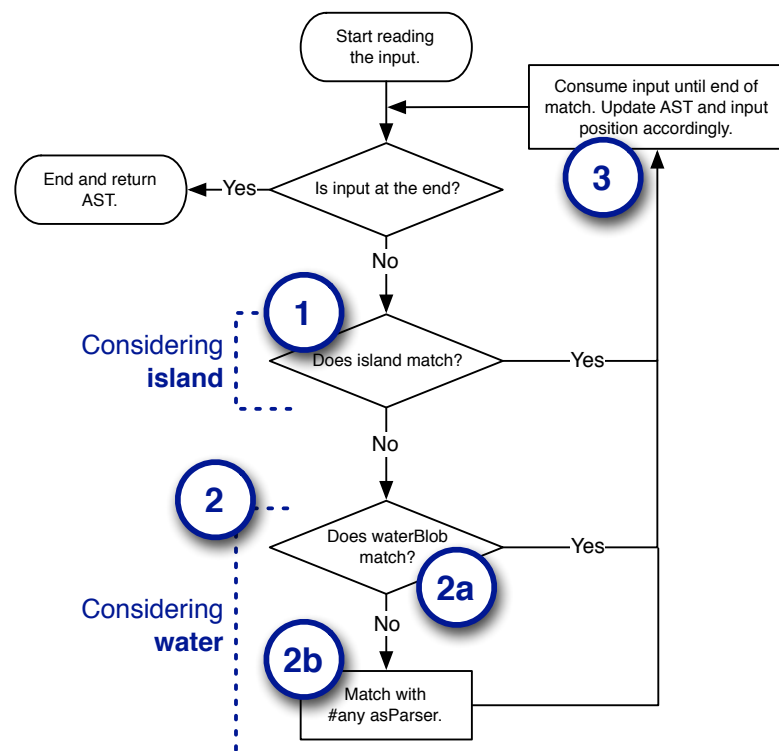 Start reading
the input.
Consume input until end of
match. Update AST and input
position accordingly.
3
End and return
AST.
Yes
Is input at the end?
No
1
Considering
island
Does island match?
Yes
No
2
Does waterBlob
match?
Yes
2a
Considering
water
No
2b
Match with
#any asParser.